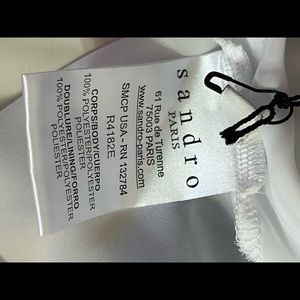 sandro
PARIS
61 Rue de Turenne
75003 PARIS
www.sandro-paris.com
SMCP USA - RN 132784
R4182E
CORPS/BODY/CUERPO
100% POLYESTER/POLYESTER
POLIESTER
DOUBLURE/LINING/FORRO
100% POLYESTER/POLYESTER
POLIESTER